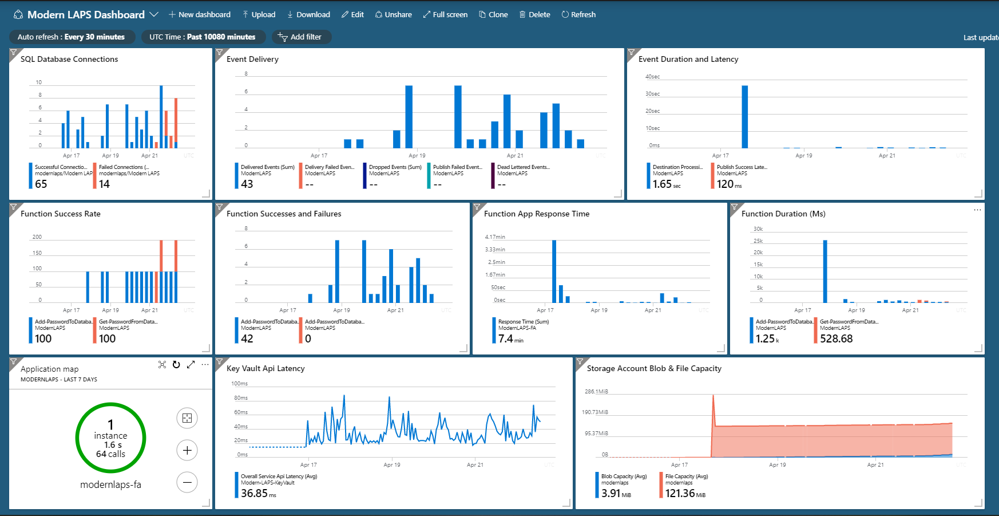 Modern LAPS Dashboard
New dashboard
Upload
Download
Edit
Unshare
Full screen
Clone
Delete
Refresh
Auto refresh : Every 30 minutes
UTC Time : Past 10080 minutes
Add filter
Last update
SQL Database Connections
10
8
6
4
2
0
Apr 17
Apr 19
Apr 21
UTC
Successful Connectio...
modernlaps/Modern LAP
65
Failed Connections (...
modernlaps/Modern LAPS
14
Event Delivery
8
6
4
2
0
Apr 17
Apr 19
Apr 21
UTC
Delivered Events (Sum)
ModernLAPS
43
Delivery Failed Even...
ModernLAPS
--
Dropped Events (Sum)
ModernLAPS
--
Publish Failed Event...
ModernLAPS
--
Dead Lettered Events...
ModernLAPS
--
Event Duration and Latency
40sec
30sec
20sec
10sec
0ms
Apr 17
Apr 19
Apr 21
UTC
Destination Processi...
ModernLAPS
1.65 sec
Publish Success Late...
ModernLAPS
120 ms
Function Success Rate
200
150
100
50
0
Apr 17
Apr 19
Apr 21
UTC
Add-PasswordToDataba..
ModernLAPS
100
Get-PasswordFromData...
ModernLAPS
100
Function Successes and Failures
8
6
4
2
0
Apr 17
Apr 19
Apr 21
UTC
Add-PasswordToDataba..
ModernLAPS
42
Add-PasswordToDataba...
ModernLAPS
0
Function App Response Time
4.17min
3.33min
2.5min
1.67min
50sec
0sec
Apr 17
Apr 19
Apr 21
UTC
Response Time (Sum)
ModernLAPS-FA
7.4 min
Function Duration (Ms)
...
30k
25k
20k
15k
10k
5k
0
Apr 17
Apr 19
Apr 21
UTC
Add-PasswordToDataba..
ModernLAPS
1.25 k
Get-PasswordFromData...
ModernLAPS
528.68
Application map
...
MODERNLAPS - LAST 7 DAYS
1
instance
1.6 s
64 calls
modernlaps-fa
Key Vault Api Latency
100ms
80ms
60ms
40ms
20ms
0ms
Apr 17
Apr 19
Apr 21
UTC
Overall Service Api Latency (Avg)
Modern-LAPS-KeyVault
36.85 ms
Storage Account Blob & File Capacity
286.1MiB
190.73MiB
95.37MiB
0B
Apr 17
Apr 19
Apr 21
UTC
Blob Capacity (Avg)
modernlaps
3.91 MiB
File Capacity (Avg)
modernlaps
121.36 MiB